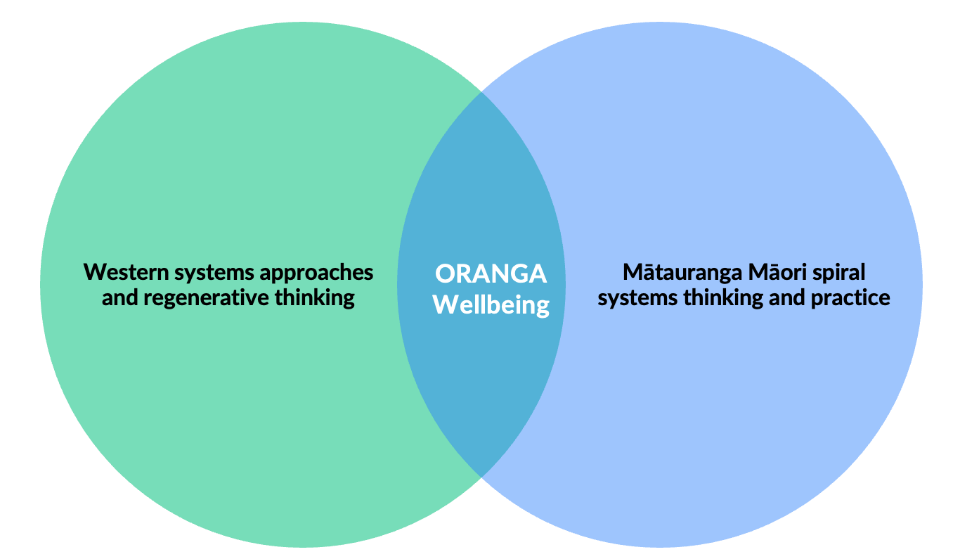 Western systems approaches
and regenerative thinking
ORANGA
Wellbeing
Mātauranga Māori spiral
systems thinking and practice